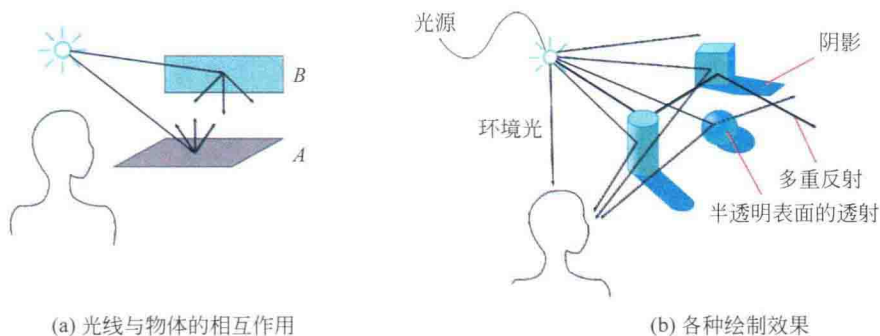 B
A
(a) 光线与物体的相互作用
光源
阴影
环境光
多重反射
半透明表面的透射
(b) 各种绘制效果